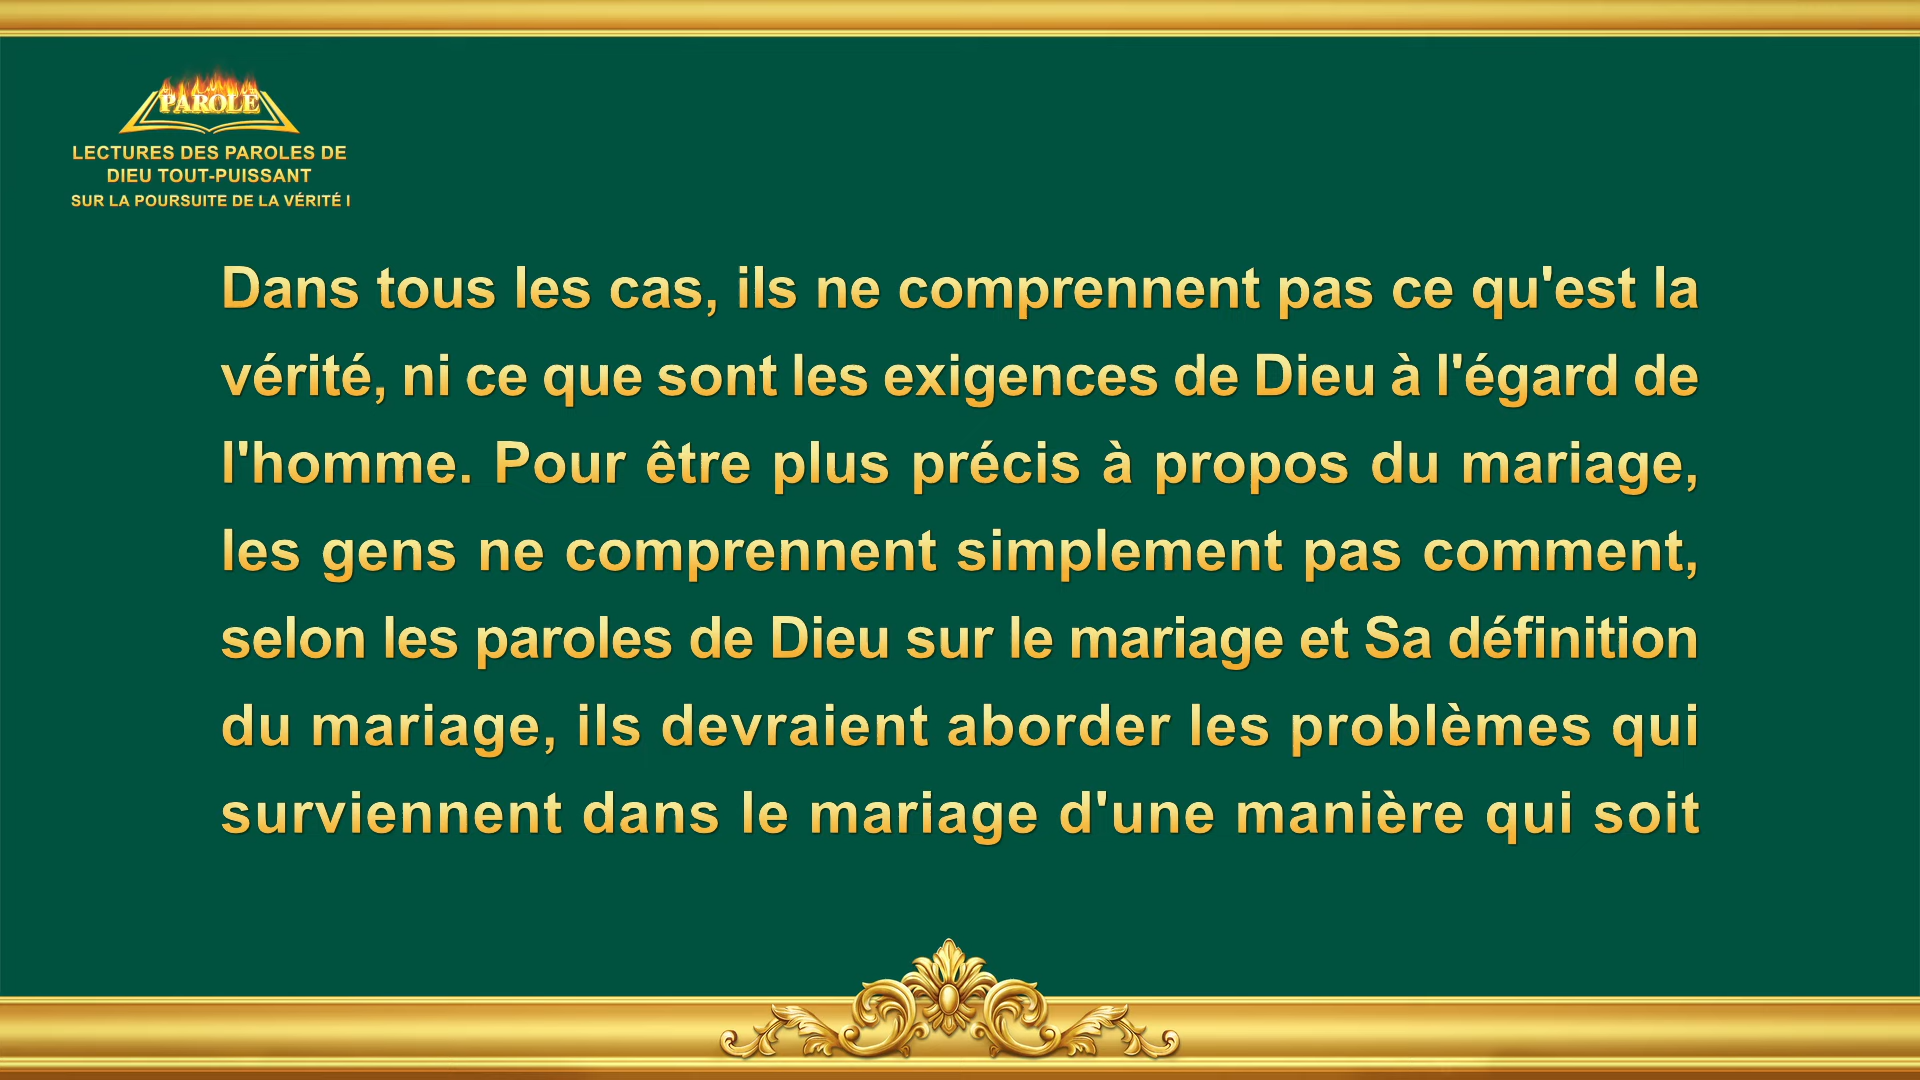 PAROLE
LECTURES DES PAROLES DE
DIEU TOUT-PUISSANT
SUR LA POURSUITE DE LA VÉRITÉ I
Dans tous les cas, ils ne comprennent pas ce qu'est la
vérité, ni ce que sont les exigences de Dieu à l'égard de
l'homme. Pour être plus précis à propos du mariage,
les gens ne comprennent simplement pas comment,
selon les paroles de Dieu sur le mariage et Sa définition
du mariage, ils devraient aborder les problèmes qui
surviennent dans le mariage d'une manière qui soit